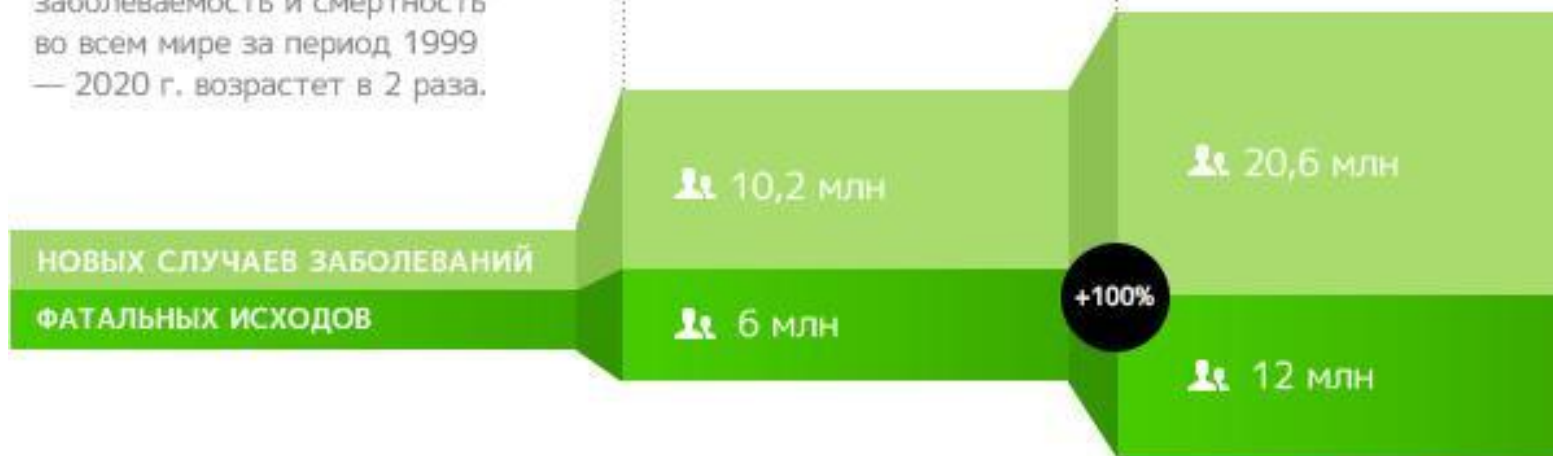 заболеваемость и смертность
во всем мире за период 1999
— 2020 г. возрастет в 2 раза.
10,2 млн
20,6 млн
НОВЫХ СЛУЧАЕВ ЗАБОЛЕВАНИЙ
+100%
ФАТАЛЬНЫХ ИСХОДОВ
6 млн
12 млн